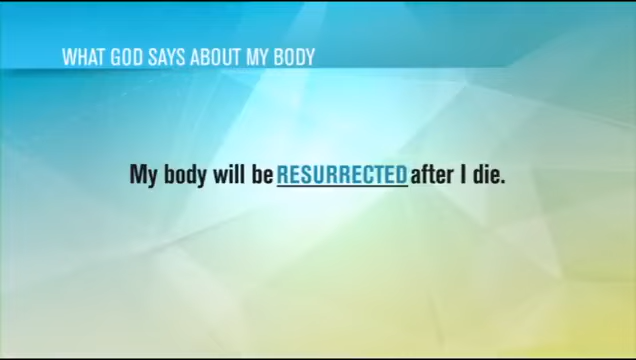 WHAT GOD SAYS ABOUT MY BODY
My body will be RESURRECTED after I die.